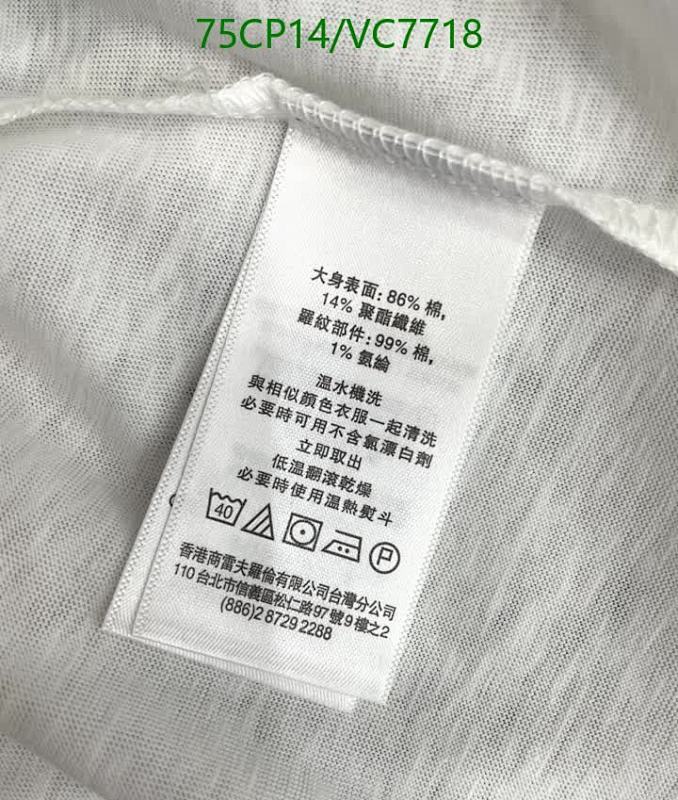 75CP14/VC7718
大身表面: 86% 棉,
14% 聚酯纖維
羅紋部件: 99% 棉,
1% 氨綸
溫水機洗
與相似顏色衣服一起清洗
必要時可用不含氯漂白劑
立即取出
低溫翻滾乾燥
必要時使用溫熱熨斗
40
P
香港商雷夫羅倫有限公司台灣分公司
110 台北市信義區松仁路97號9樓之2
(886)2 8729 2288